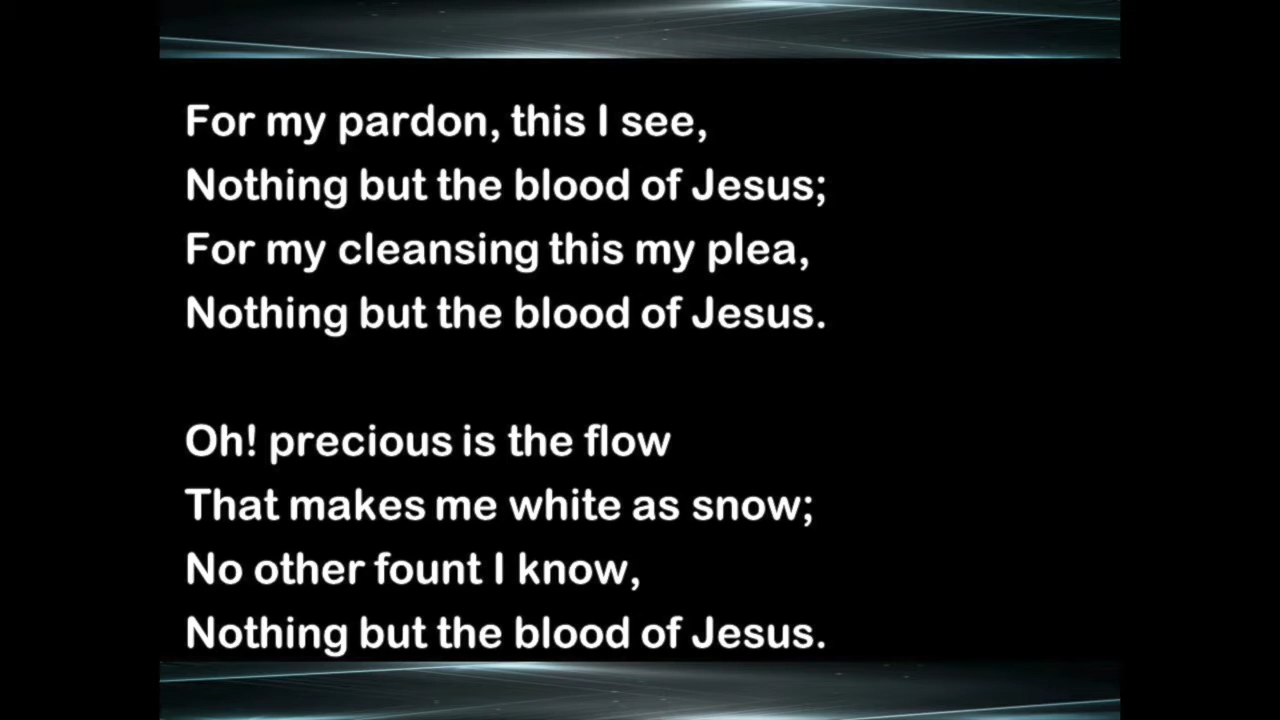 For my pardon, this I see,
Nothing but the blood of Jesus;
For my cleansing this my plea,
Nothing but the blood of Jesus.
Oh! precious is the flow
That makes me white as snow;
No other fount I know,
Nothing but the blood of Jesus.